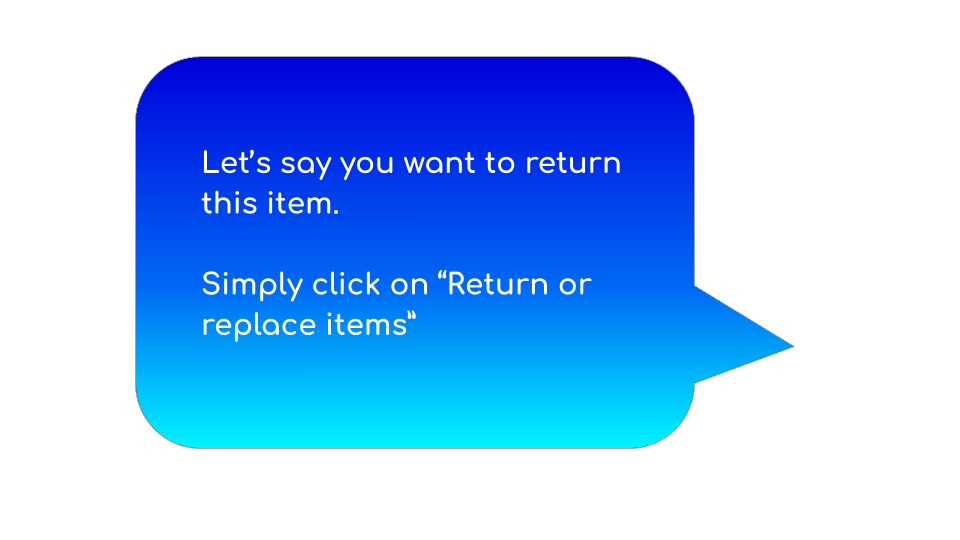 Let’s say you want to return
this item.
Simply click on “Return or
replace items”